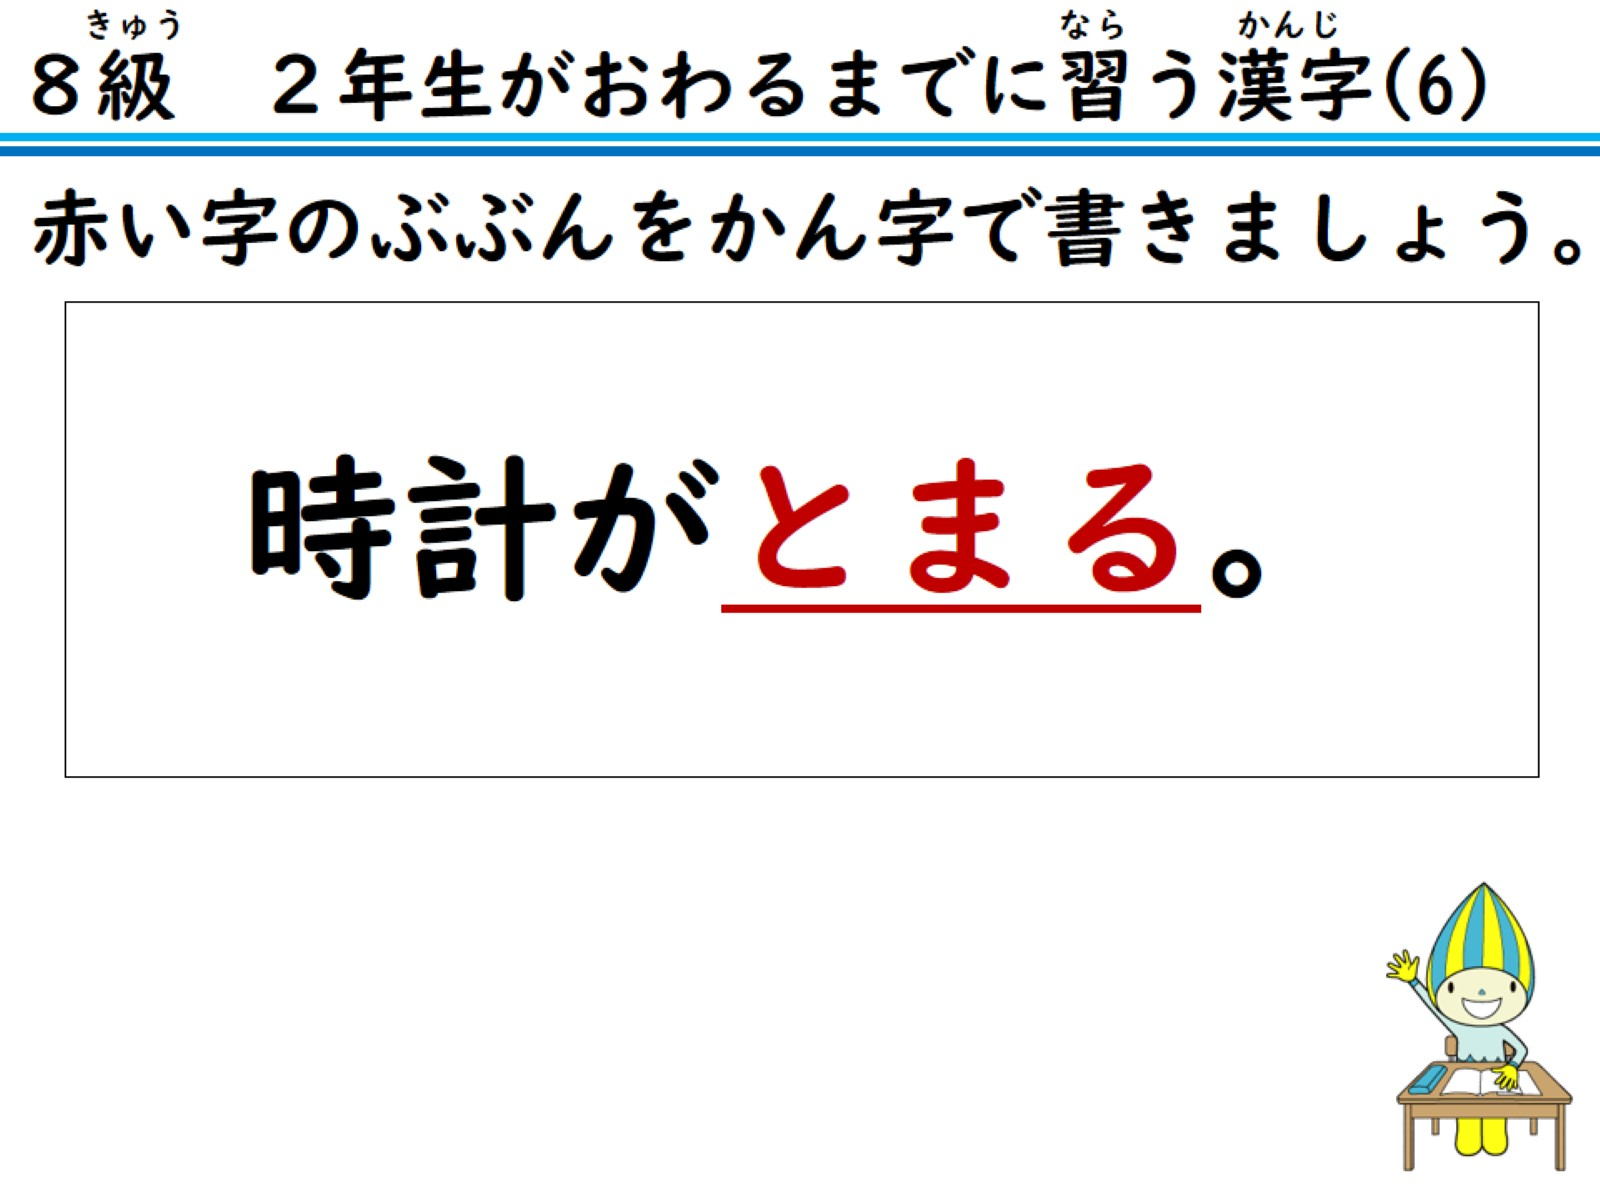 きゅう なら かんじ
8級 2年生がおわるまでに習う漢字(6)
赤い字のぶぶんをかん字で書きましょう。
時計がとまる。